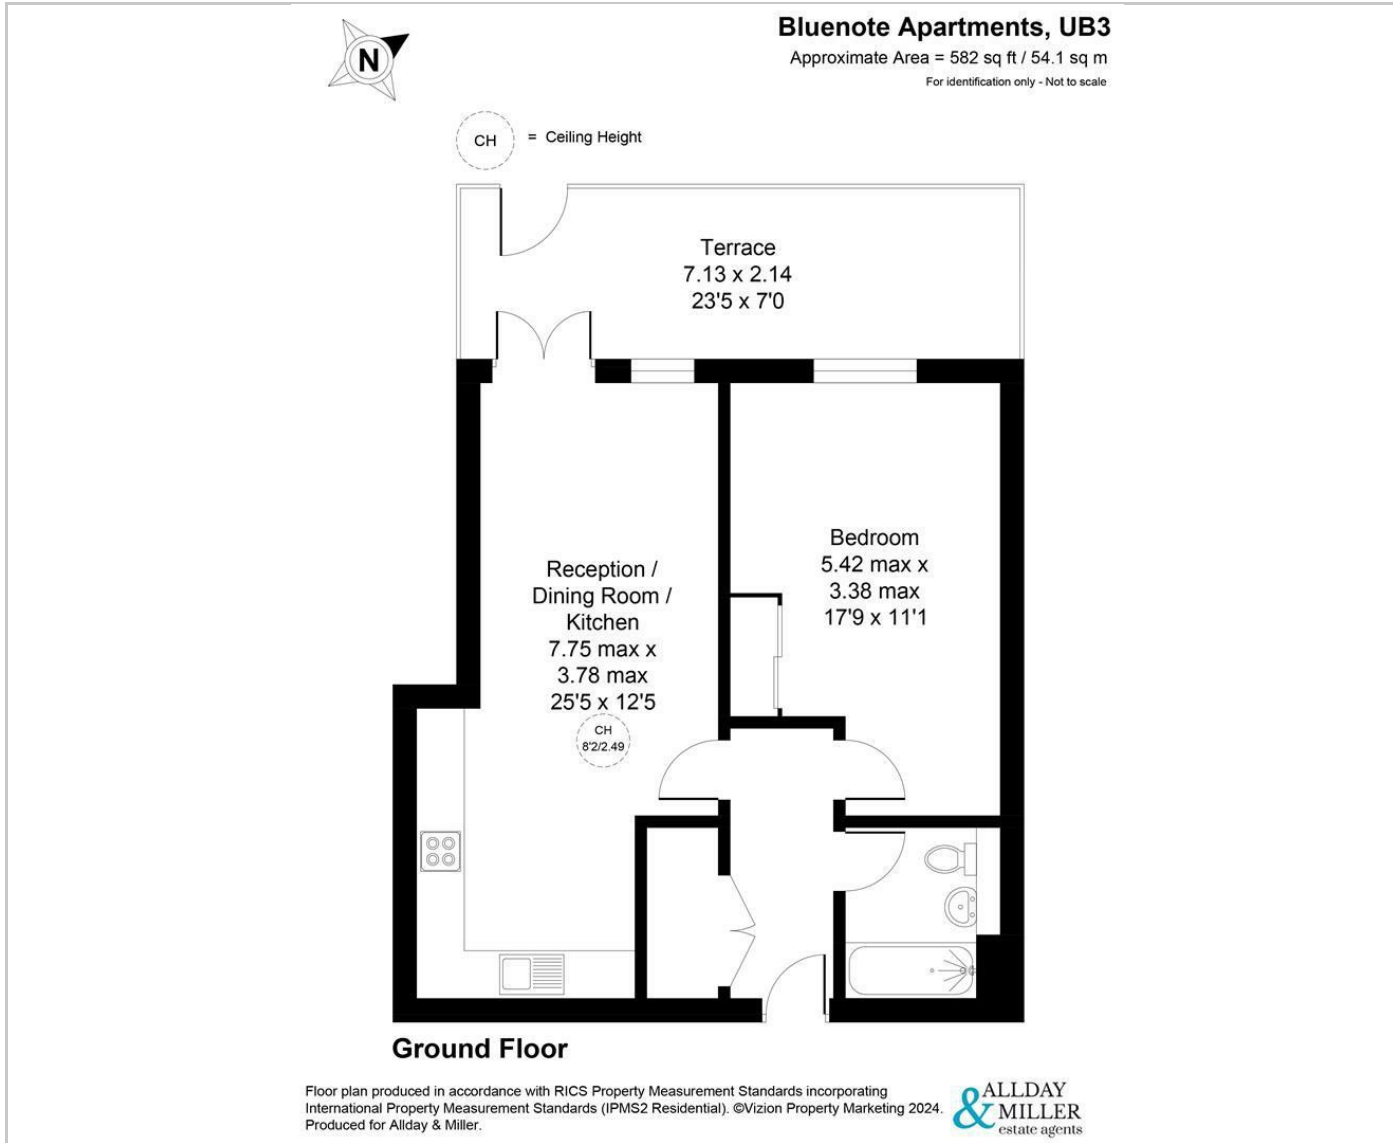 Bluenote Apartments, UB3
Approximate Area = 582 sq ft / 54.1 sq m
For identification only - Not to scale
N
CH = Ceiling Height
Terrace
7.13 x 2.14
23'5 x 7'0
Bedroom
5.42 max x
3.38 max
17'9 x 11'1
Reception /
Dining Room /
Kitchen
7.75 max x
3.78 max
25'5 x 12'5
CH
8'2/2.49
Ground Floor
Floor plan produced in accordance with RICS Property Measurement Standards incorporating
International Property Measurement Standards (IPMS2 Residential). ©Vizion Property Marketing 2024.
Produced for Allday & Miller.
ALLDAY
& MILLER
estate agents